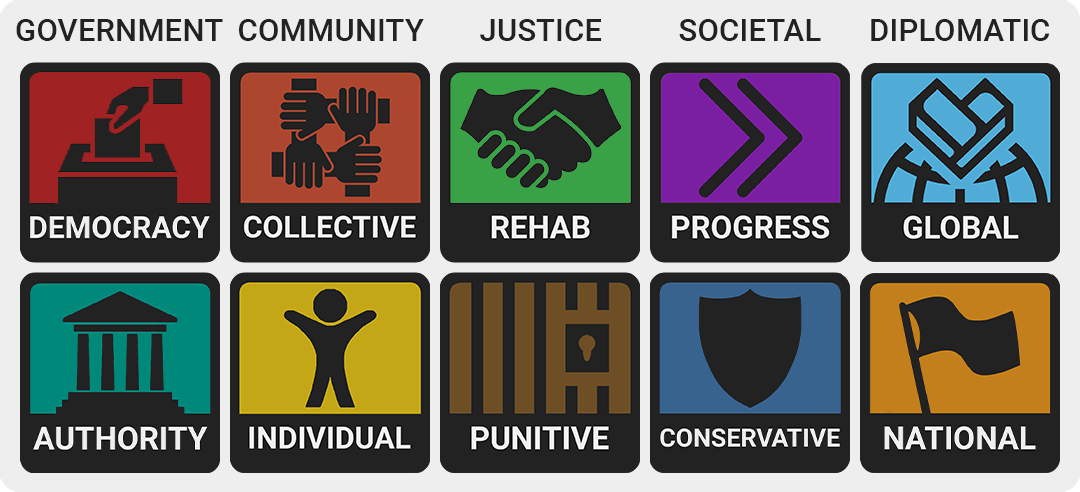 GOVERNMENT COMMUNITY JUSTICE SOCIETAL DIPLOMATIC
DEMOCRACY COLLECTIVE REHAB PROGRESS GLOBAL
AUTHORITY INDIVIDUAL PUNITIVE CONSERVATIVE NATIONAL